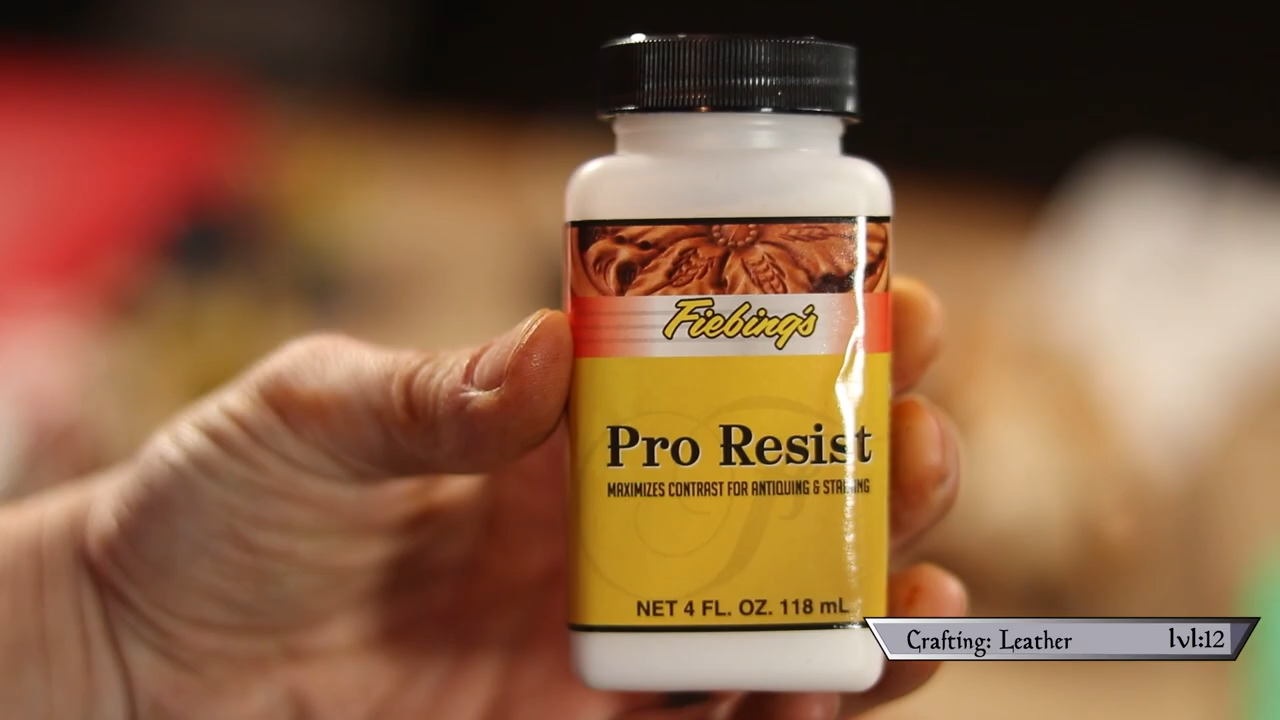 Fiebing's
Pro Resist
MAXIMIZES CONTRAST FOR ANTIQUING & STAINING
NET 4 FL. OZ. 118 mL
Crafting: Leather lvl:12